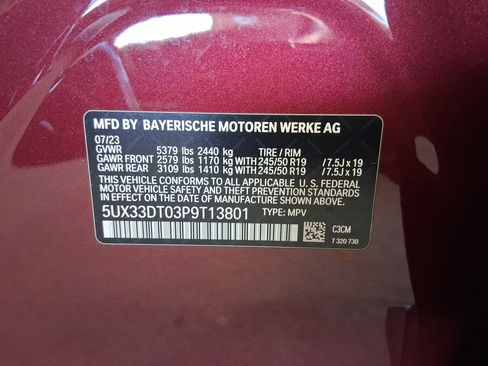 MFD BY BAYERISCHE MOTOREN WERKE AG
07/23
GVWR 5379 lbs 2440 kg TIRE / RIM
GAWR FRONT 2579 lbs 1170 kg WITH 245/50 R19 / 7.5J x 19
GAWR REAR 3109 lbs 1410 kg WITH 245/50 R19 / 7.5J x 19
THIS VEHICLE CONFORMS TO ALL APPLICABLE U. S. FEDERAL
MOTOR VEHICLE SAFETY STANDARDS IN EFFECT ON THE
DATE OF MANUFACTURE SHOWN ABOVE.
5UX33DT03P9T13801 TYPE: MPV
C3CM
7 320 730